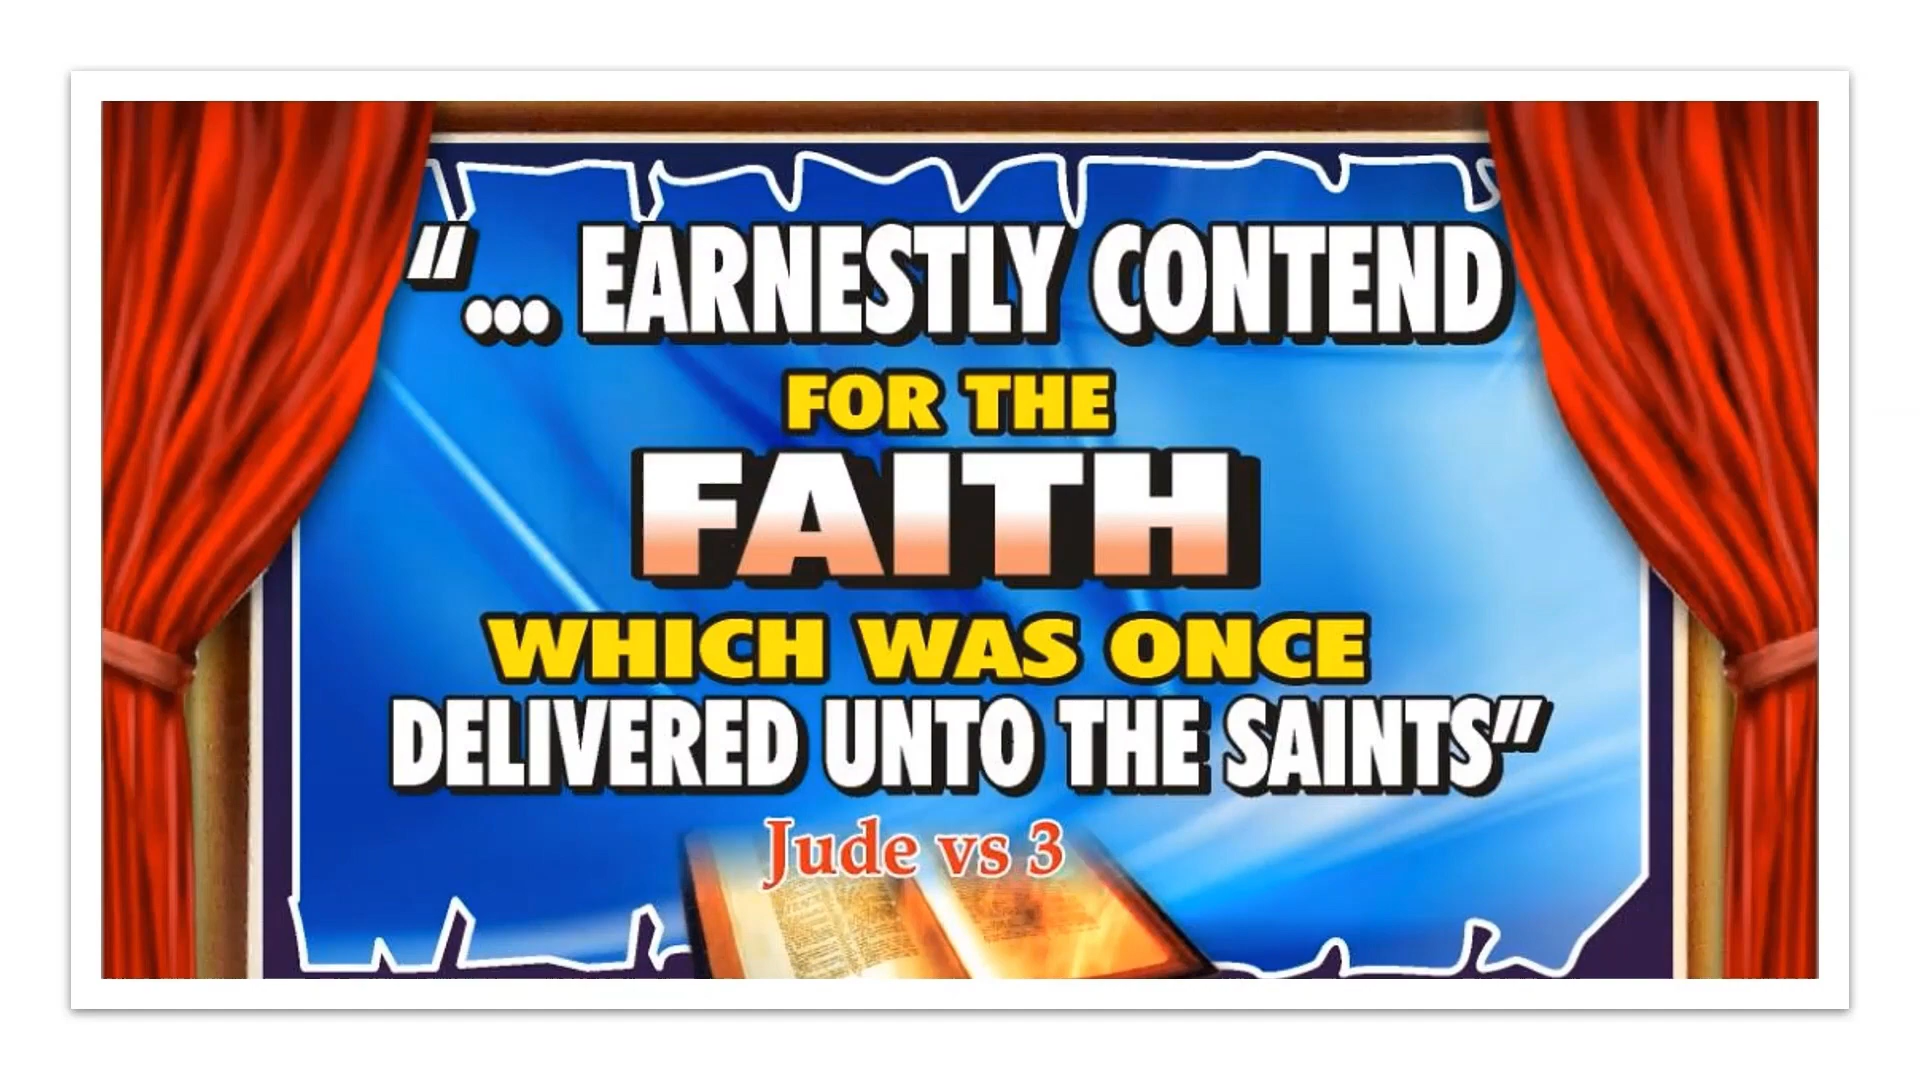 “... EARNESTLY CONTEND
FOR THE
FAITH
WHICH WAS ONCE
DELIVERED UNTO THE SAINTS”
Jude vs 3